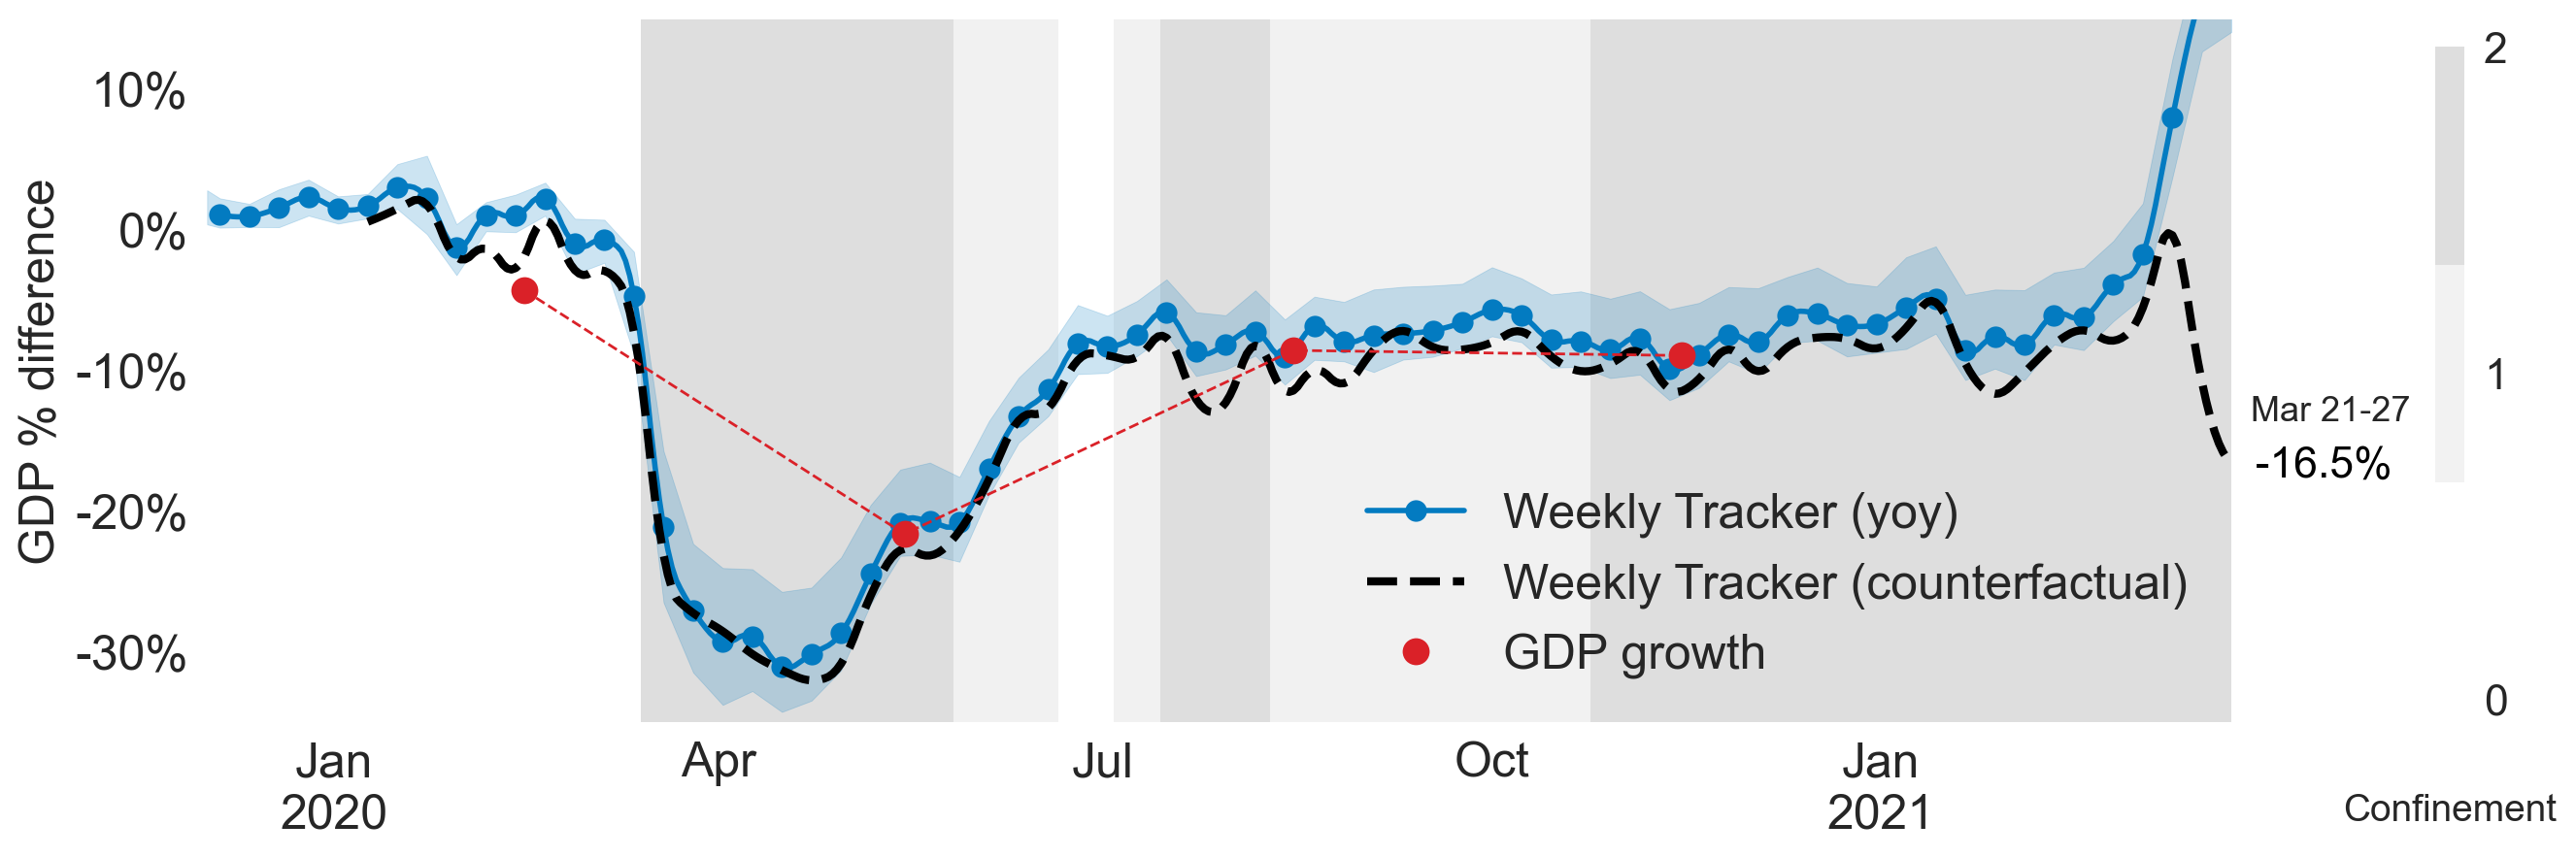 GDP % difference
10%
0%
-10%
-20%
-30%
Jan
2020
Apr
Jul
Oct
Jan
2021
Weekly Tracker (yoy)
Weekly Tracker (counterfactual)
GDP growth
Mar 21-27
-16.5%
2
1
0
Confinement